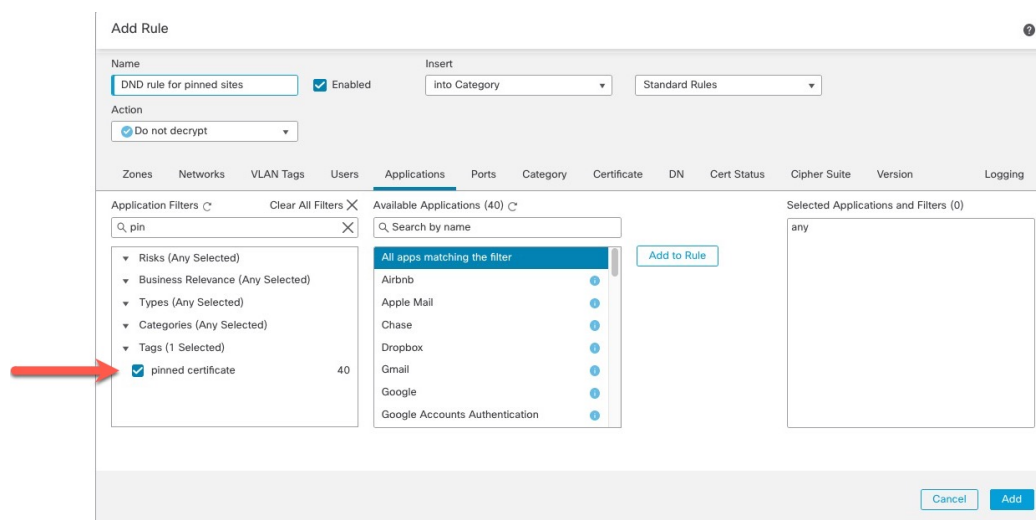 Add Rule
Name
Insert
DND rule for pinned sites
Enabled
into Category
Standard Rules
Action
Do not decrypt
Zones Networks VLAN Tags Users Applications Ports Category Certificate DN Cert Status Cipher Suite Version Logging
Application Filters
Clear All Filters
Available Applications (40)
Selected Applications and Filters (0)
pin
Search by name
any
Risks (Any Selected)
Business Relevance (Any Selected)
Types (Any Selected)
Categories (Any Selected)
Tags (1 Selected)
pinned certificate 40
All apps matching the filter
Airbnb
Apple Mail
Chase
Dropbox
Gmail
Google
Google Accounts Authentication
Add to Rule
Cancel
Add